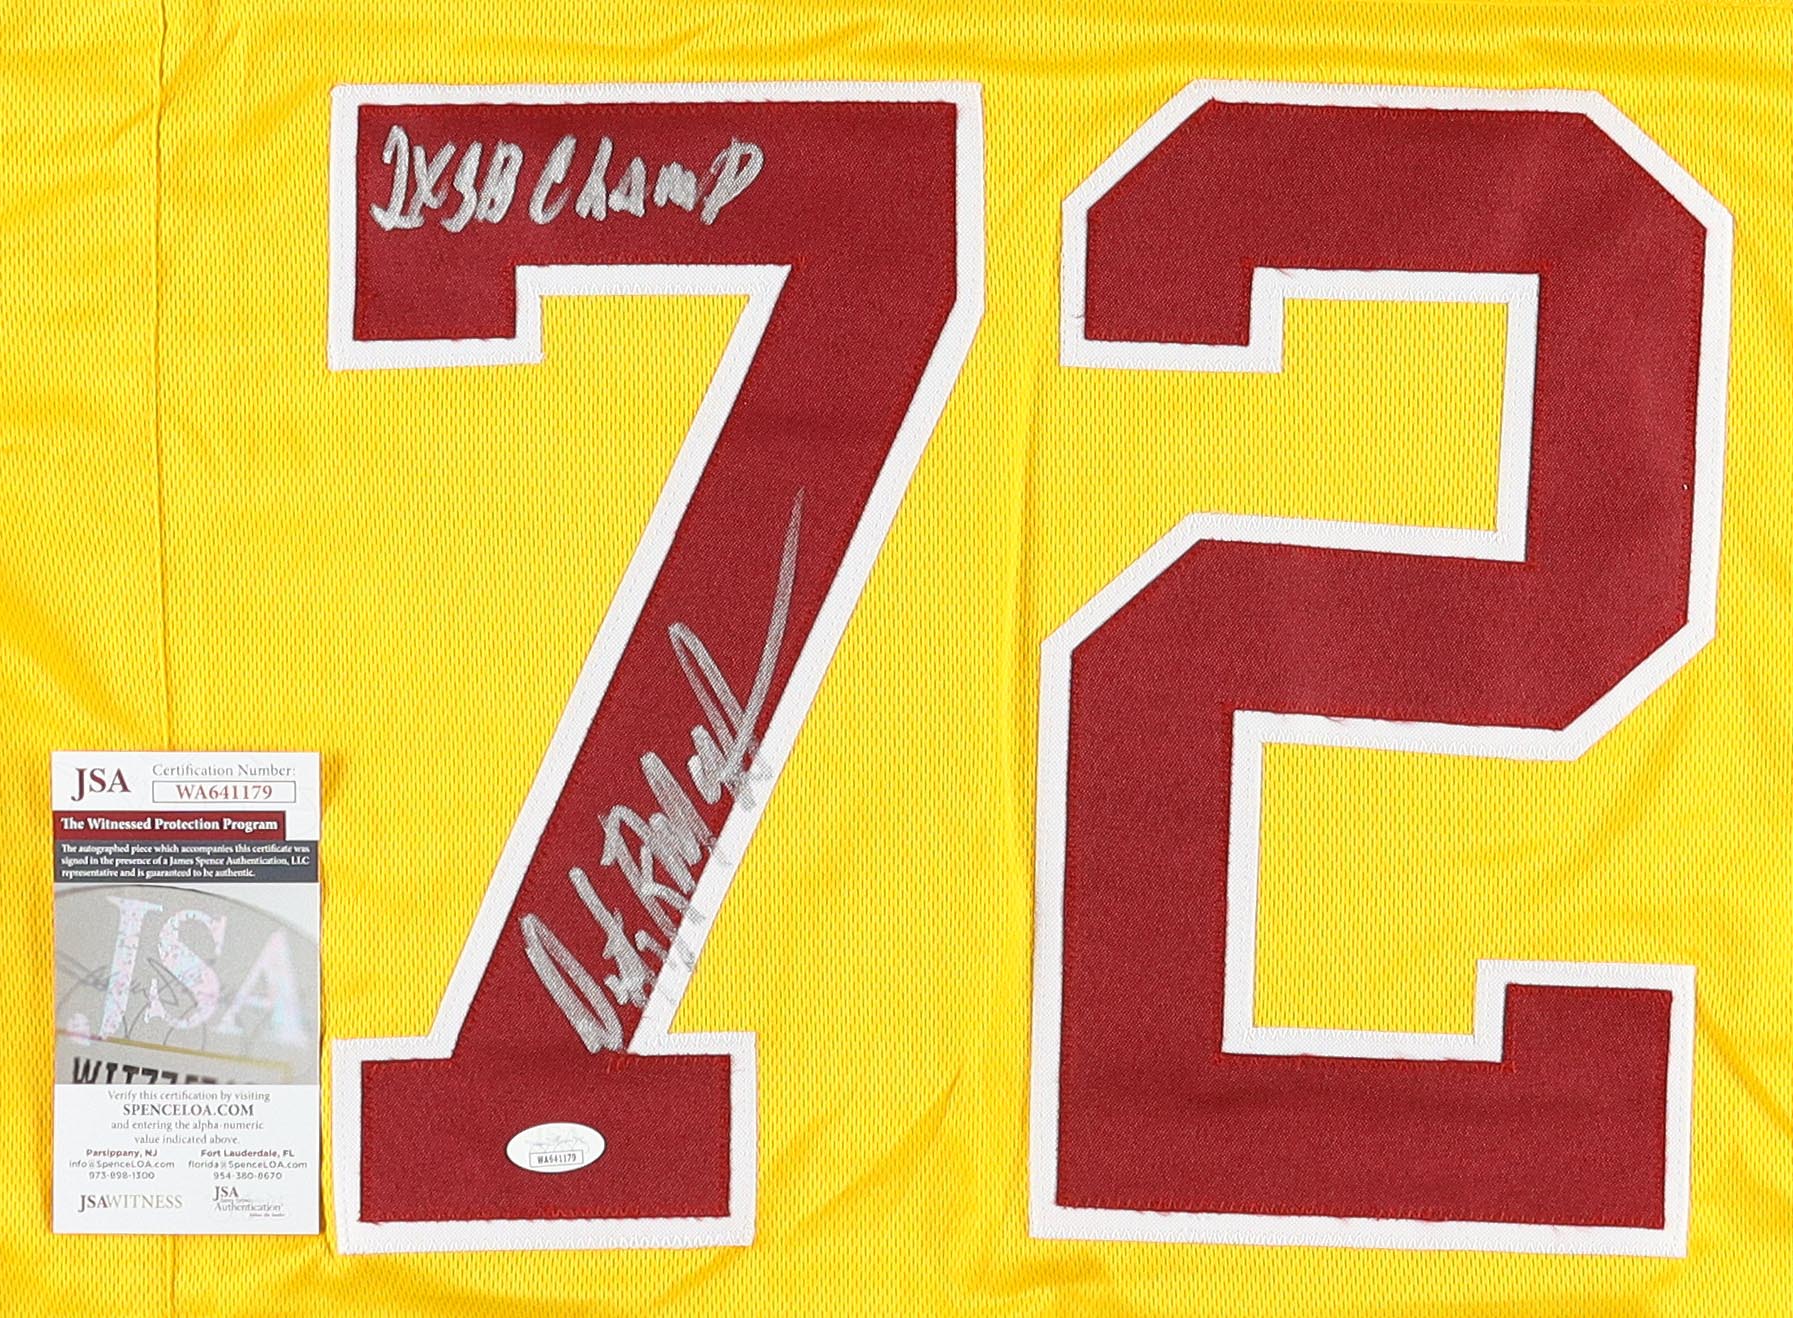 2X SB Champ
72
JSA
Certification Number:
WA641179
The Witnessed Protection Program
The autographed piece which accompanies this certificate was
signed in the presence of a James Spence Authentication, LLC
representative and is guaranteed to be authentic.
JSA
Verify this certification by visiting
SPENCELOA.COM
and entering the alpha-numeric
value indicated above.
Parsippany, NJ
info@SpenceLOA.com
973-898-1300
Fort Lauderdale, FL
florida@SpenceLOA.com
954-380-8670
JSAWITNESS
JSA
Authentication
WA641179